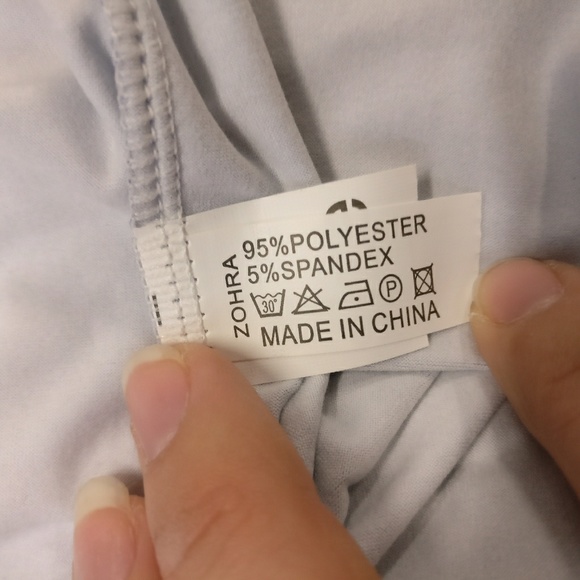 ZOHRA
95%POLYESTER
5%SPANDEX
30°
P
MADE IN CHINA